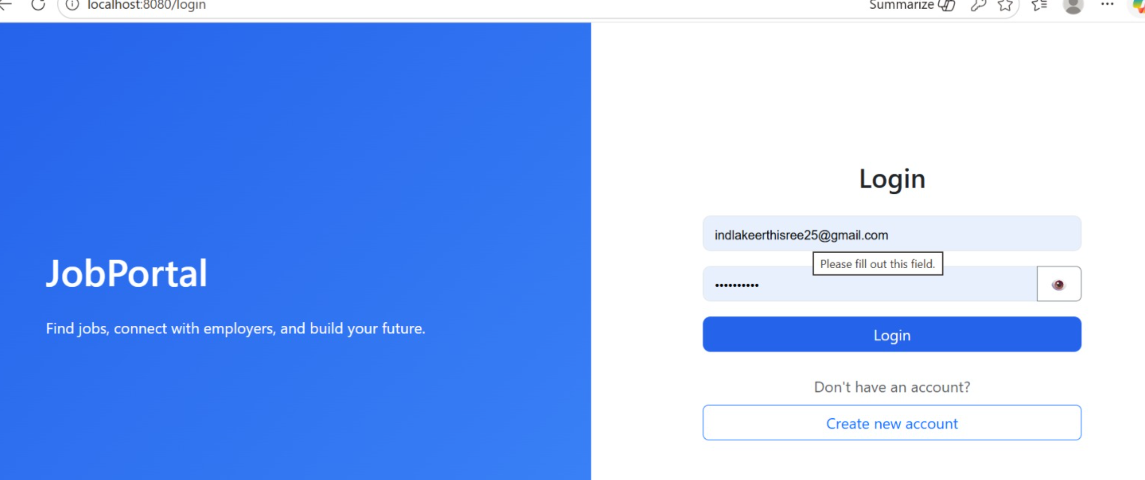 localhost:8080/login
Summarize
JobPortal
Find jobs, connect with employers, and build your future.
Login
indlakeerthisree25@gmail.com
Please fill out this field.
••••••••••
Login
Don't have an account?
Create new account